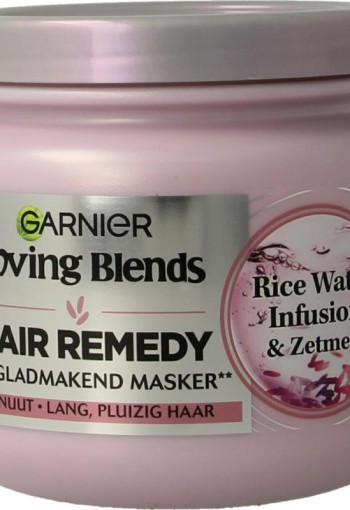 GARNIER
oving Blends
AIR REMEDY
GLADMAKEND MASKER**
NUUT • LANG, PLUIZIG HAAR
Rice Wat
Infusio
& Zetme